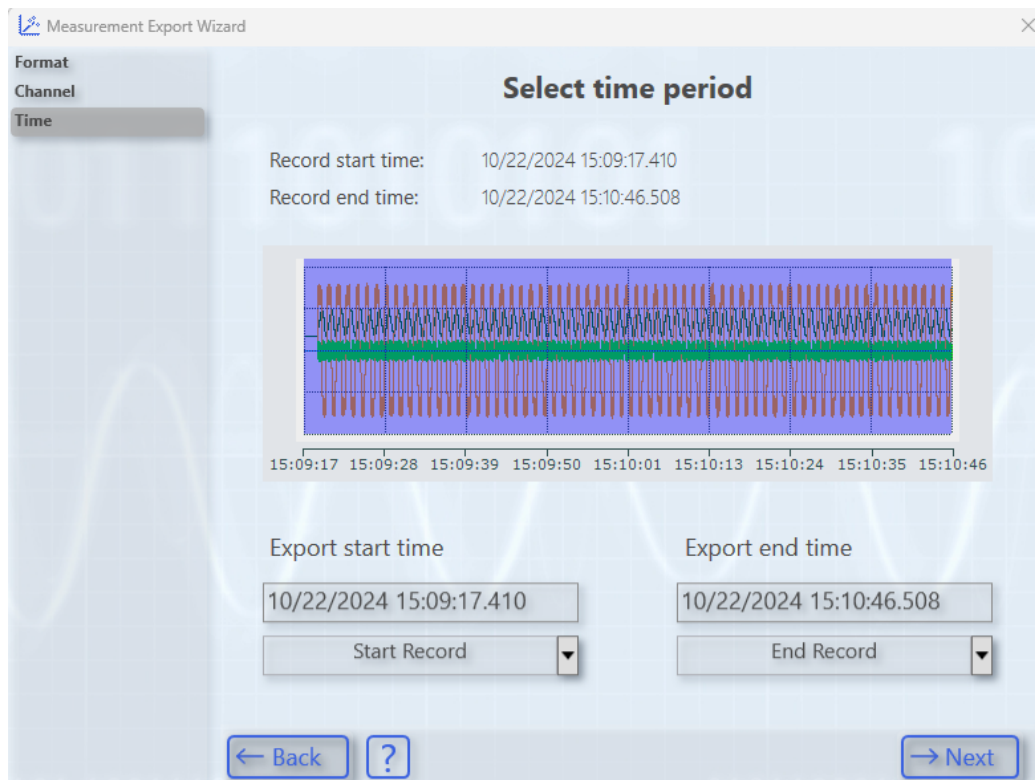 Measurement Export Wizard
Format
Channel
Time
Select time period
Record start time: 10/22/2024 15:09:17.410
Record end time: 10/22/2024 15:10:46.508
15:09:17 15:09:28 15:09:39 15:09:50 15:10:01 15:10:13 15:10:24 15:10:35 15:10:46
Export start time Export end time
10/22/2024 15:09:17.410 10/22/2024 15:10:46.508
Start Record End Record
← Back ? → Next